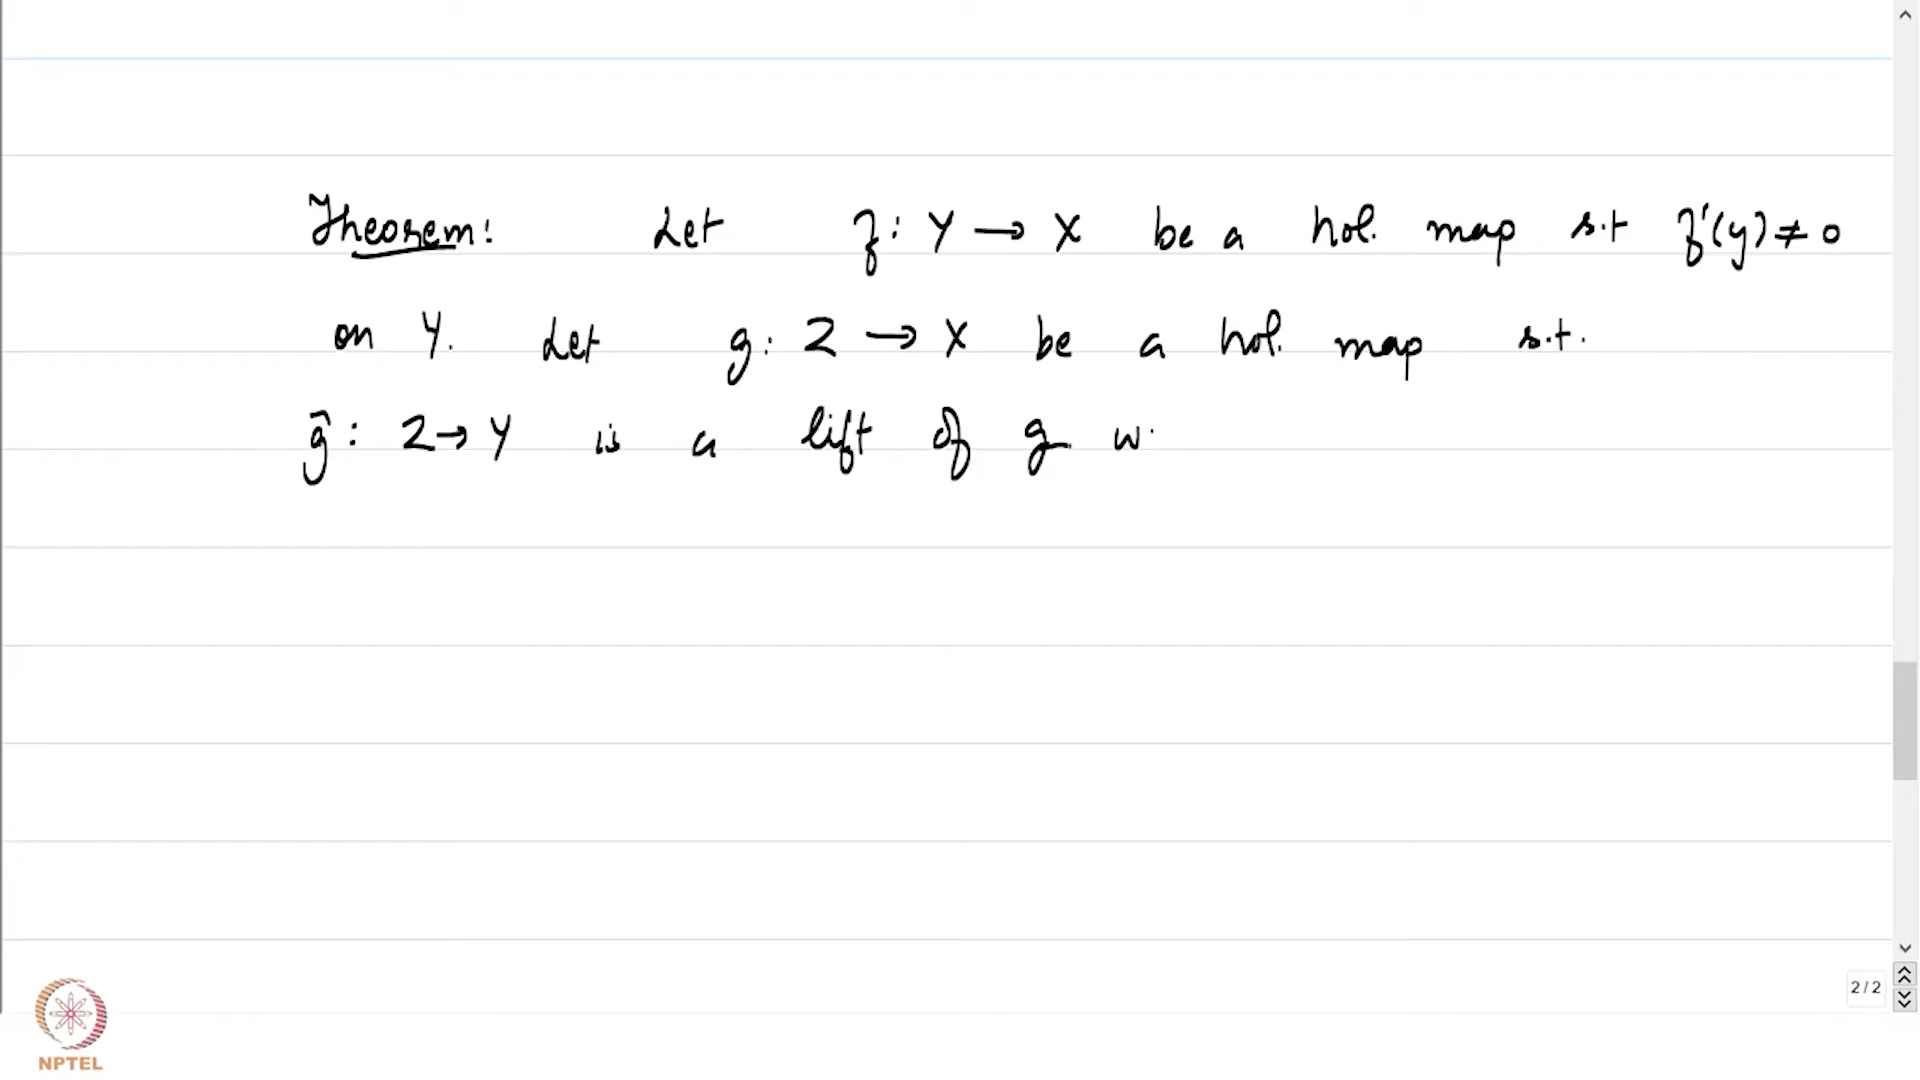 Theorem: Let f: Y → X be a hol. map s.t f'(y) ≠ 0
on Y. Let g: Z → X be a hol. map s.t.
g̃: Z → Y is a lift of g w.
2 / 2
NPTEL